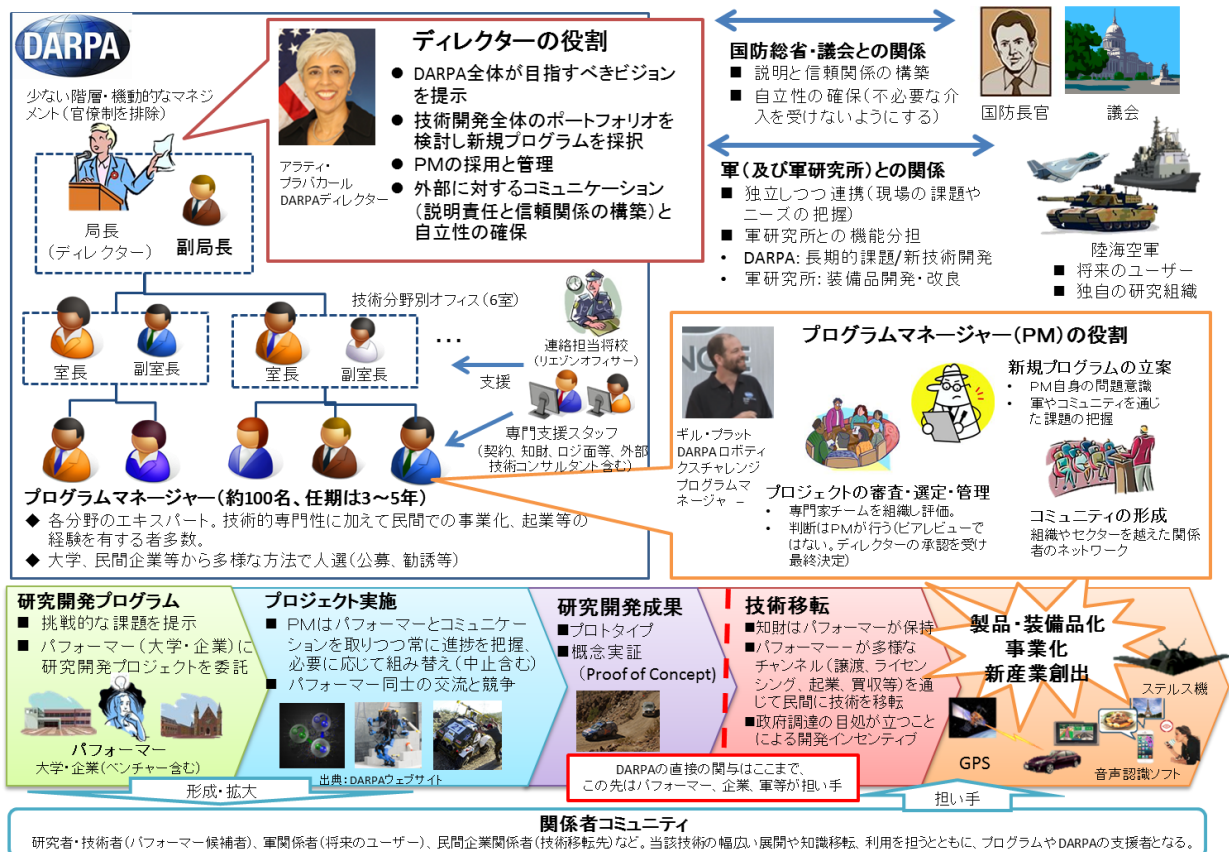 DARPA
少ない階層・機動的なマネジ
メント(官僚制を排除)
局長
(ディレクター)
副局長
ディレクターの役割
アラティ・
プラバカール
DARPAディレクター
● DARPA全体が目指すべきビジョン
を提示
● 技術開発全体のポートフォリオを
検討し新規プログラムを採択
● PMの採用と管理
● 外部に対するコミュニケーション
(説明責任と信頼関係の構築)と
自立性の確保
国防総省・議会との関係
■ 説明と信頼関係の構築
■ 自立性の確保(不必要な介
入を受けないようにする)
国防長官
議会
軍(及び軍研究所)との関係
■ 独立しつつ連携(現場の課題や
ニーズの把握)
■ 軍研究所との機能分担
• DARPA: 長期的課題/新技術開発
• 軍研究所: 装備品開発・改良
陸海空軍
■ 将来のユーザー
■ 独自の研究組織
技術分野別オフィス(6室)
室長
副室長
室長
副室長
…
連絡担当将校
(リエゾンオフィサー)
支援
専門支援スタッフ
(契約、知財、ロジ面等、外部
技術コンサルタント含む)
プログラムマネージャー(約100名、任期は3~5年)
◆ 各分野のエキスパート。技術的専門性に加えて民間での事業化、起業等の
経験を有する者多数。
◆ 大学、民間企業等から多様な方法で人選(公募、勧誘等)
プログラムマネージャー(PM)の役割
ギル・プラット
DARPAロボティ
クスチャレンジ
プログラムマ
ネージャ－
新規プログラムの立案
• PM自身の問題意識
• 軍やコミュニティを通じ
た課題の把握
プロジェクトの審査・選定・管理
• 専門家チームを組織し評価。
• 判断はPMが行う(ピアレビューで
はない。ディレクターの承認を受け
最終決定)
コミュニティの形成
組織やセクターを越えた関係
者のネットワーク
研究開発プログラム
■ 挑戦的な課題を提示
■ パフォーマー(大学・企業)に
研究開発プロジェクトを委託
パフォーマー
大学・企業(ベンチャー含む)
プロジェクト実施
■ PMはパフォーマーとコミュニケー
ションを取りつつ常に進捗を把握、
必要に応じて組み替え(中止含む)
■ パフォーマー同士の交流と競争
出典:DARPAウェブサイト
研究開発成果
■プロトタイプ
■概念実証
(Proof of Concept)
技術移転
■知財はパフォーマーが保持
■パフォーマ－が多様な
チャンネル(譲渡、ライセン
シング、起業、買収等)を通
じて民間に技術を移転
■政府調達の目処が立つこと
による開発インセンティブ
DARPAの直接の関与はここまで、
この先はパフォーマー、企業、軍等が担い手
製品・装備品化
事業化
新産業創出
ステルス機
GPS
音声認識ソフト
形成・拡大
担い手
関係者コミュニティ
研究者・技術者(パフォーマー候補者)、軍関係者(将来のユーザー)、民間企業関係者(技術移転先)など。当該技術の幅広い展開や知識移転、利用を担うとともに、プログラムやDARPAの支援者となる。